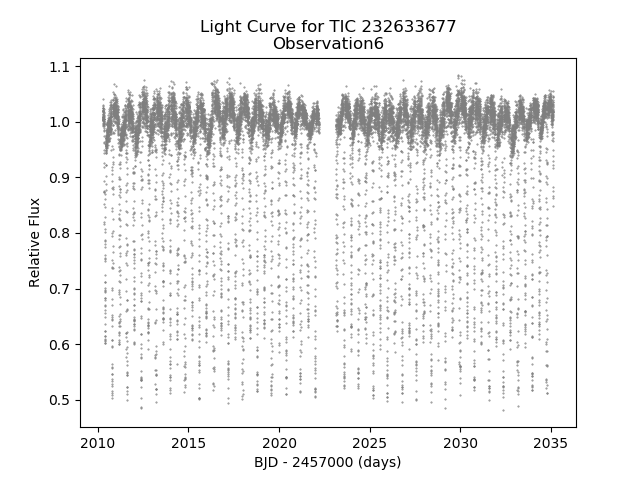 Light Curve for TIC 232633677
Observation6
1.1
1.0
0.9
0.8
0.7
0.6
0.5
Relative Flux
2010 2015 2020 2025 2030 2035
BJD - 2457000 (days)